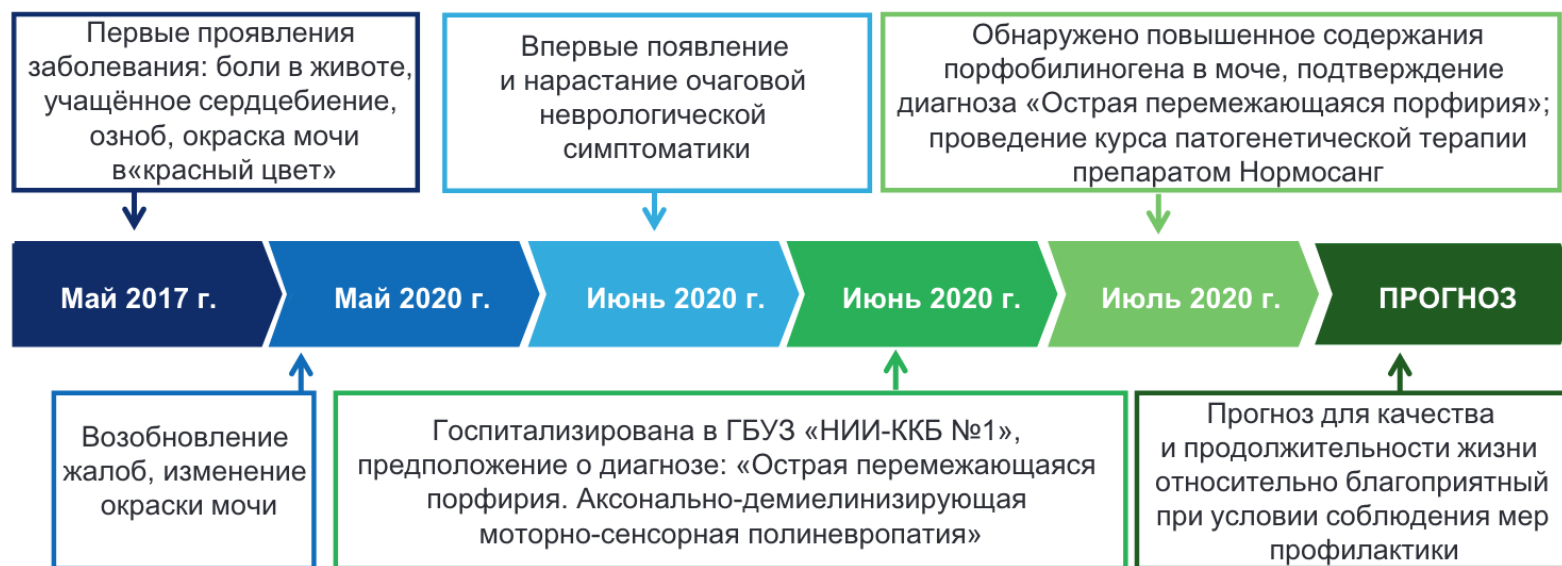 Первые проявления
заболевания: боли в животе,
учащённое сердцебиение,
озноб, окраска мочи
в«красный цвет»
Впервые появление
и нарастание очаговой
неврологической
симптоматики
Обнаружено повышенное содержания
порфобилиногена в моче, подтверждение
диагноза «Острая перемежающаяся порфирия»;
проведение курса патогенетической терапии
препаратом Нормосанг
Май 2017 г.
Май 2020 г.
Июнь 2020 г.
Июнь 2020 г.
Июль 2020 г.
ПРОГНОЗ
Возобновление
жалоб, изменение
окраски мочи
Госпитализирована в ГБУЗ «НИИ-ККБ №1»,
предположение о диагнозе: «Острая перемежающаяся
порфирия. Аксонально-демиелинизирующая
моторно-сенсорная полиневропатия»
Прогноз для качества
и продолжительности жизни
относительно благоприятный
при условии соблюдения мер
профилактики